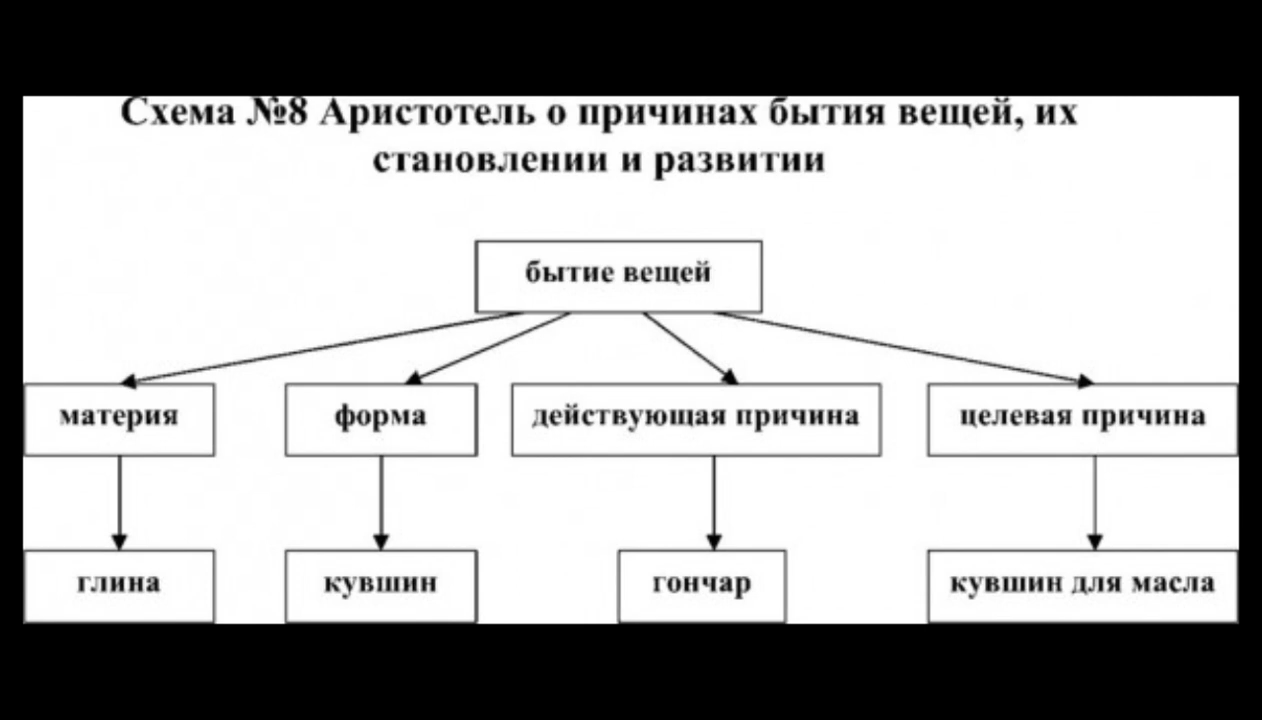 Схема №8 Аристотель о причинах бытия вещей, их
становлении и развитии
бытие вещей
материя
форма
действующая причина
целевая причина
глина
кувшин
гончар
кувшин для масла